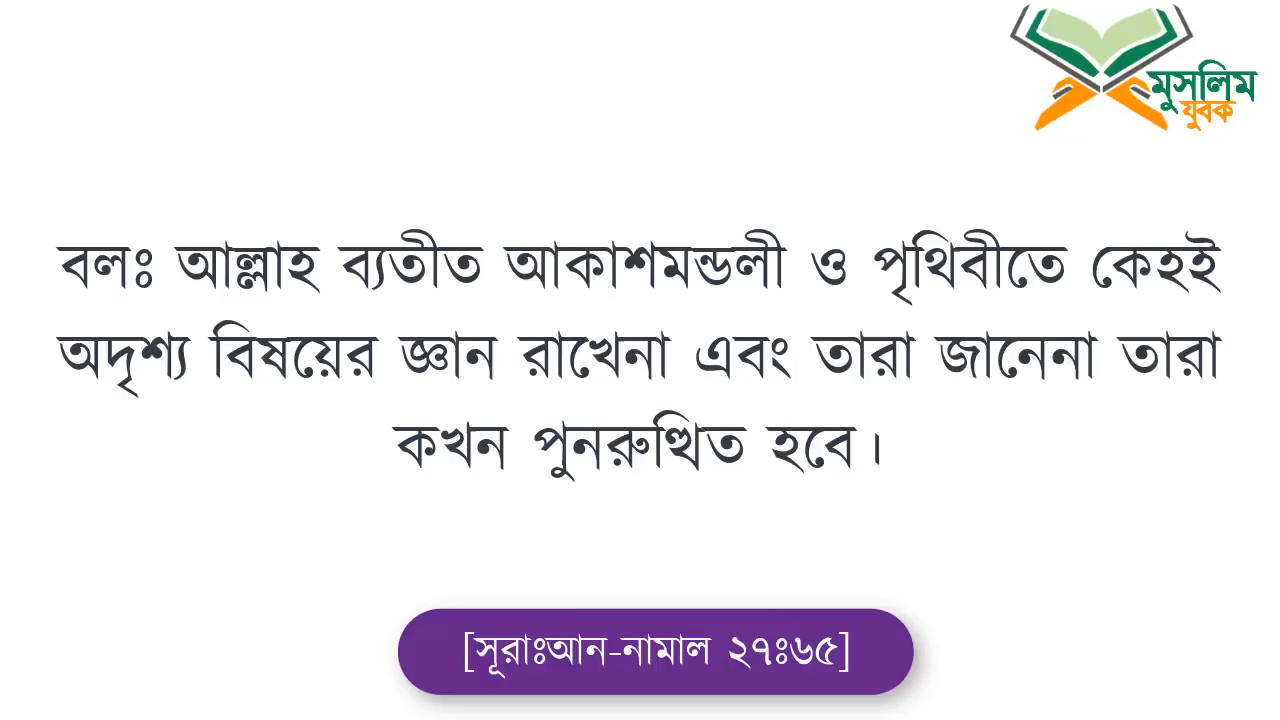 মুসলিম
যুবক
বলঃ আল্লাহ ব্যতীত আকাশমন্ডলী ও পৃথিবীতে কেহই
অদৃশ্য বিষয়ের জ্ঞান রাখেনা এবং তারা জানেনা তারা
কখন পুনরুত্থিত হবে।
[সূরাঃআন-নামাল ২৭ঃ৬৫]